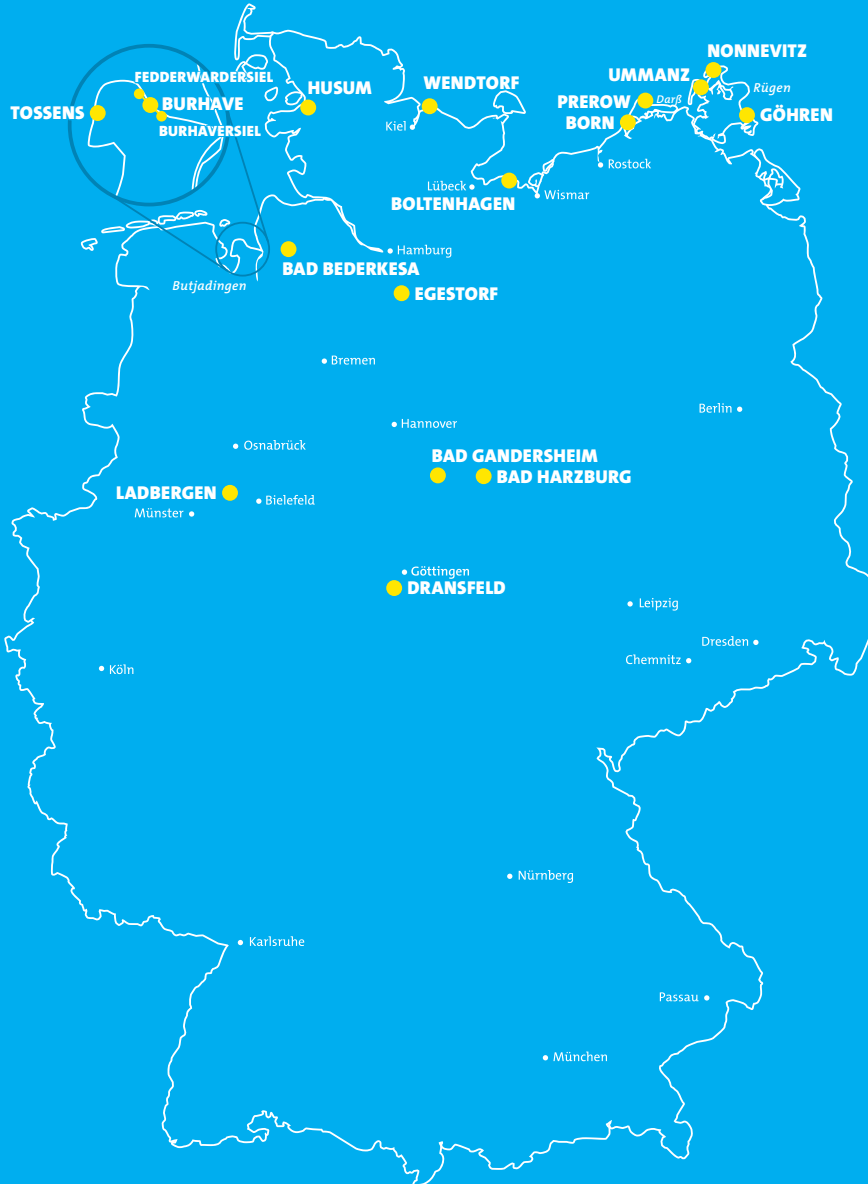 NONNEVITZ
FEDDERWARDERSIEL
UMMANZ
HUSUM
WENDTORF
Rügen
TOSSENS
BURHAVE
PREROW
Darß
GÖHREN
BORN
Kiel
BURHAVERSIEL
Rostock
Lübeck
Wismar
BOLTENHAGEN
Hamburg
BAD BEDERKESA
Butjadingen
EGESTORF
Bremen
Berlin
Hannover
Osnabrück
BAD GANDERSHEIM
BAD HARZBURG
LADBERGEN
Bielefeld
Münster
Göttingen
DRANSFELD
Leipzig
Dresden
Chemnitz
Köln
Nürnberg
Karlsruhe
Passau
München